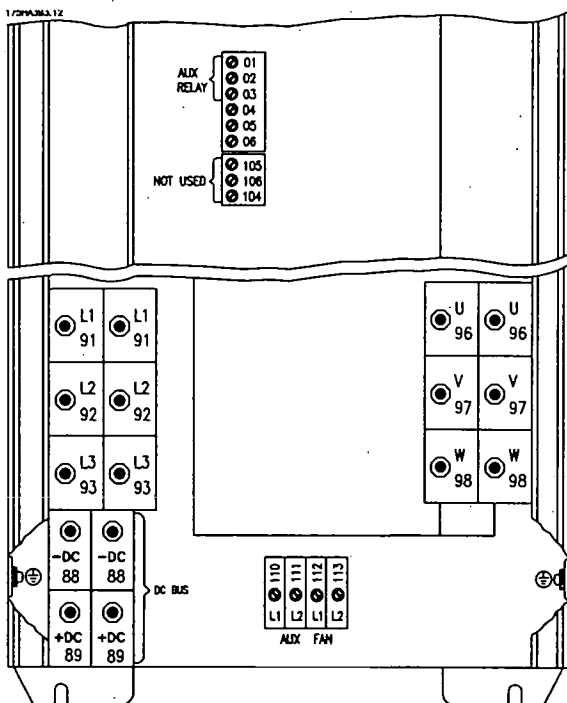 175HA383.12
AUX RELAY
01
02
03
04
05
06
NOT USED
105
106
104
L1 91
L1 91
U 96
U 96
L2 92
L2 92
V 97
V 97
L3 93
L3 93
W 98
W 98
-DC 88
-DC 88
DC BUS
+DC 89
+DC 89
110
111
112
113
L1
L2
L1
L2
AUX FAN